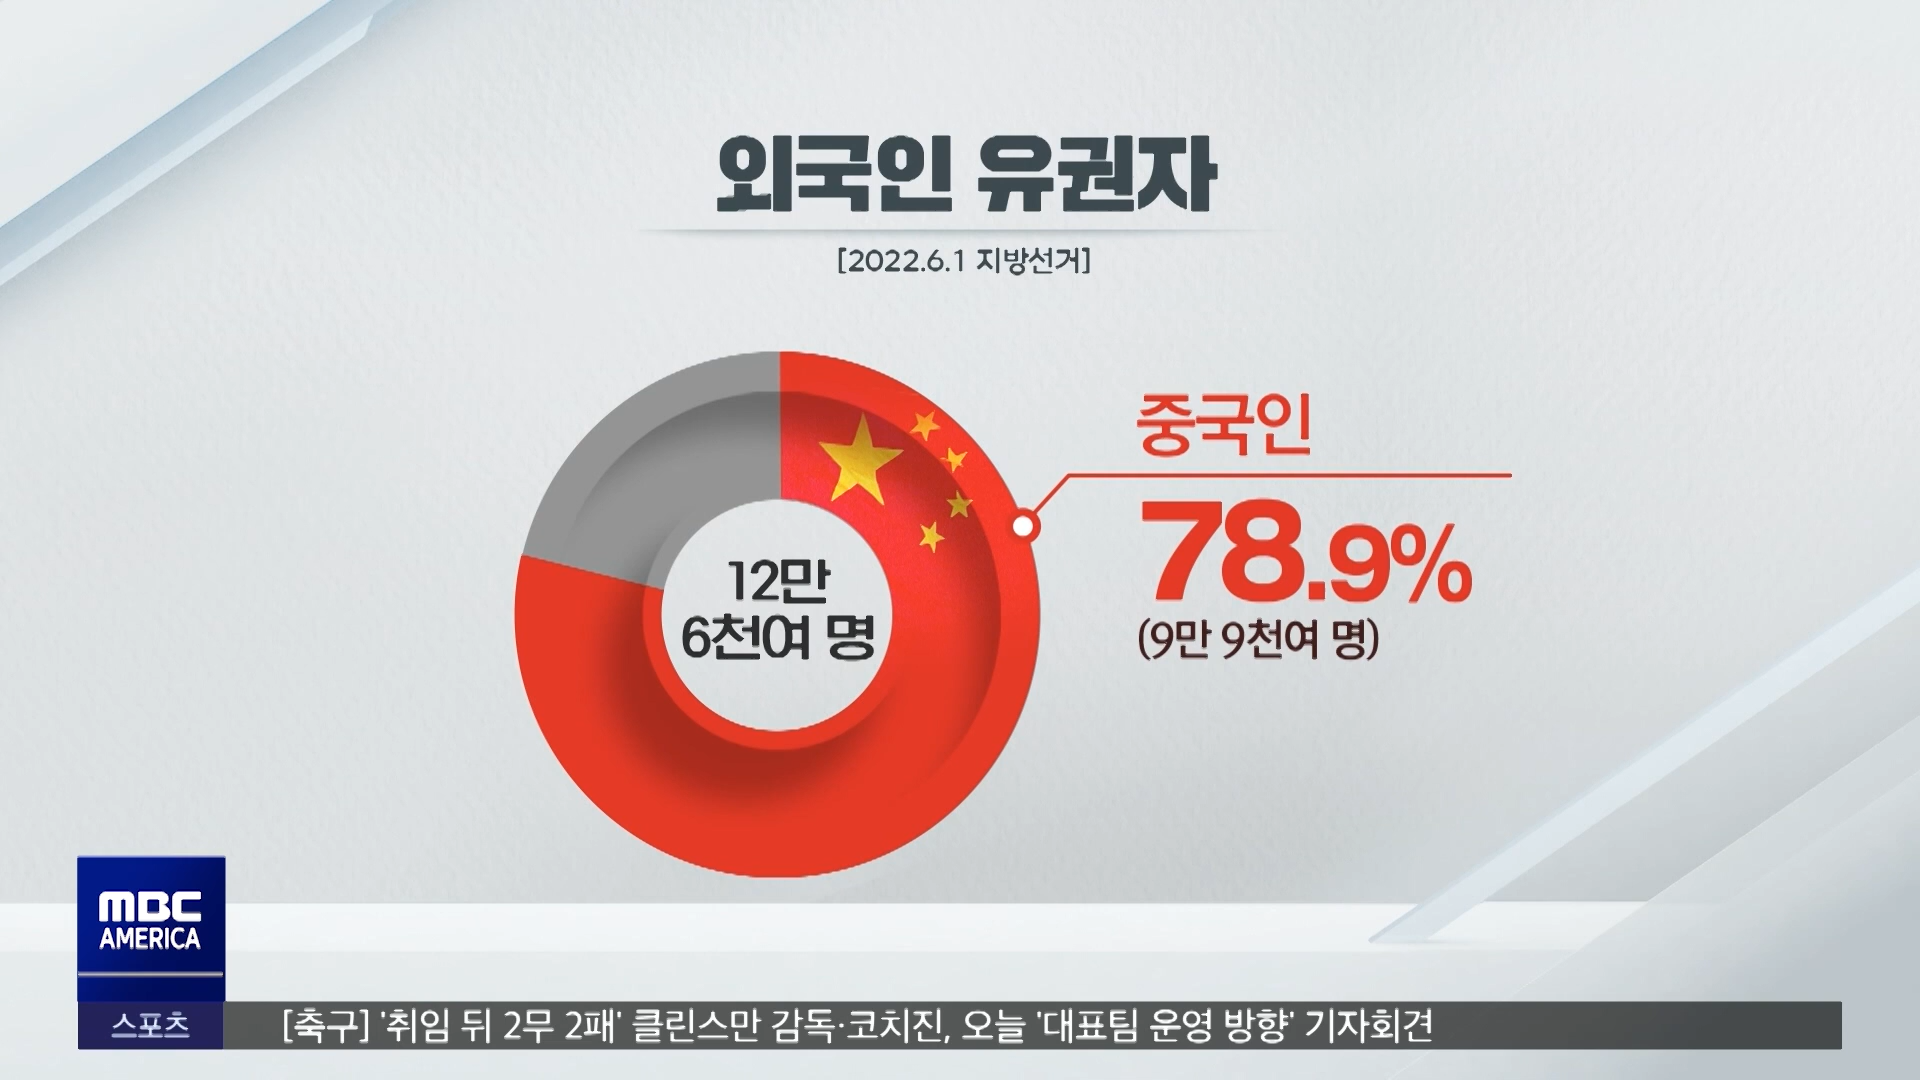 외국인 유권자
[2022.6.1 지방선거]
12만
6천여 명
중국인
78.9%
(9만 9천여 명)
MBC
AMERICA
스포츠
[축구] '취임 뒤 2무 2패' 클린스만 감독·코치진, 오늘 '대표팀 운영 방향' 기자회견